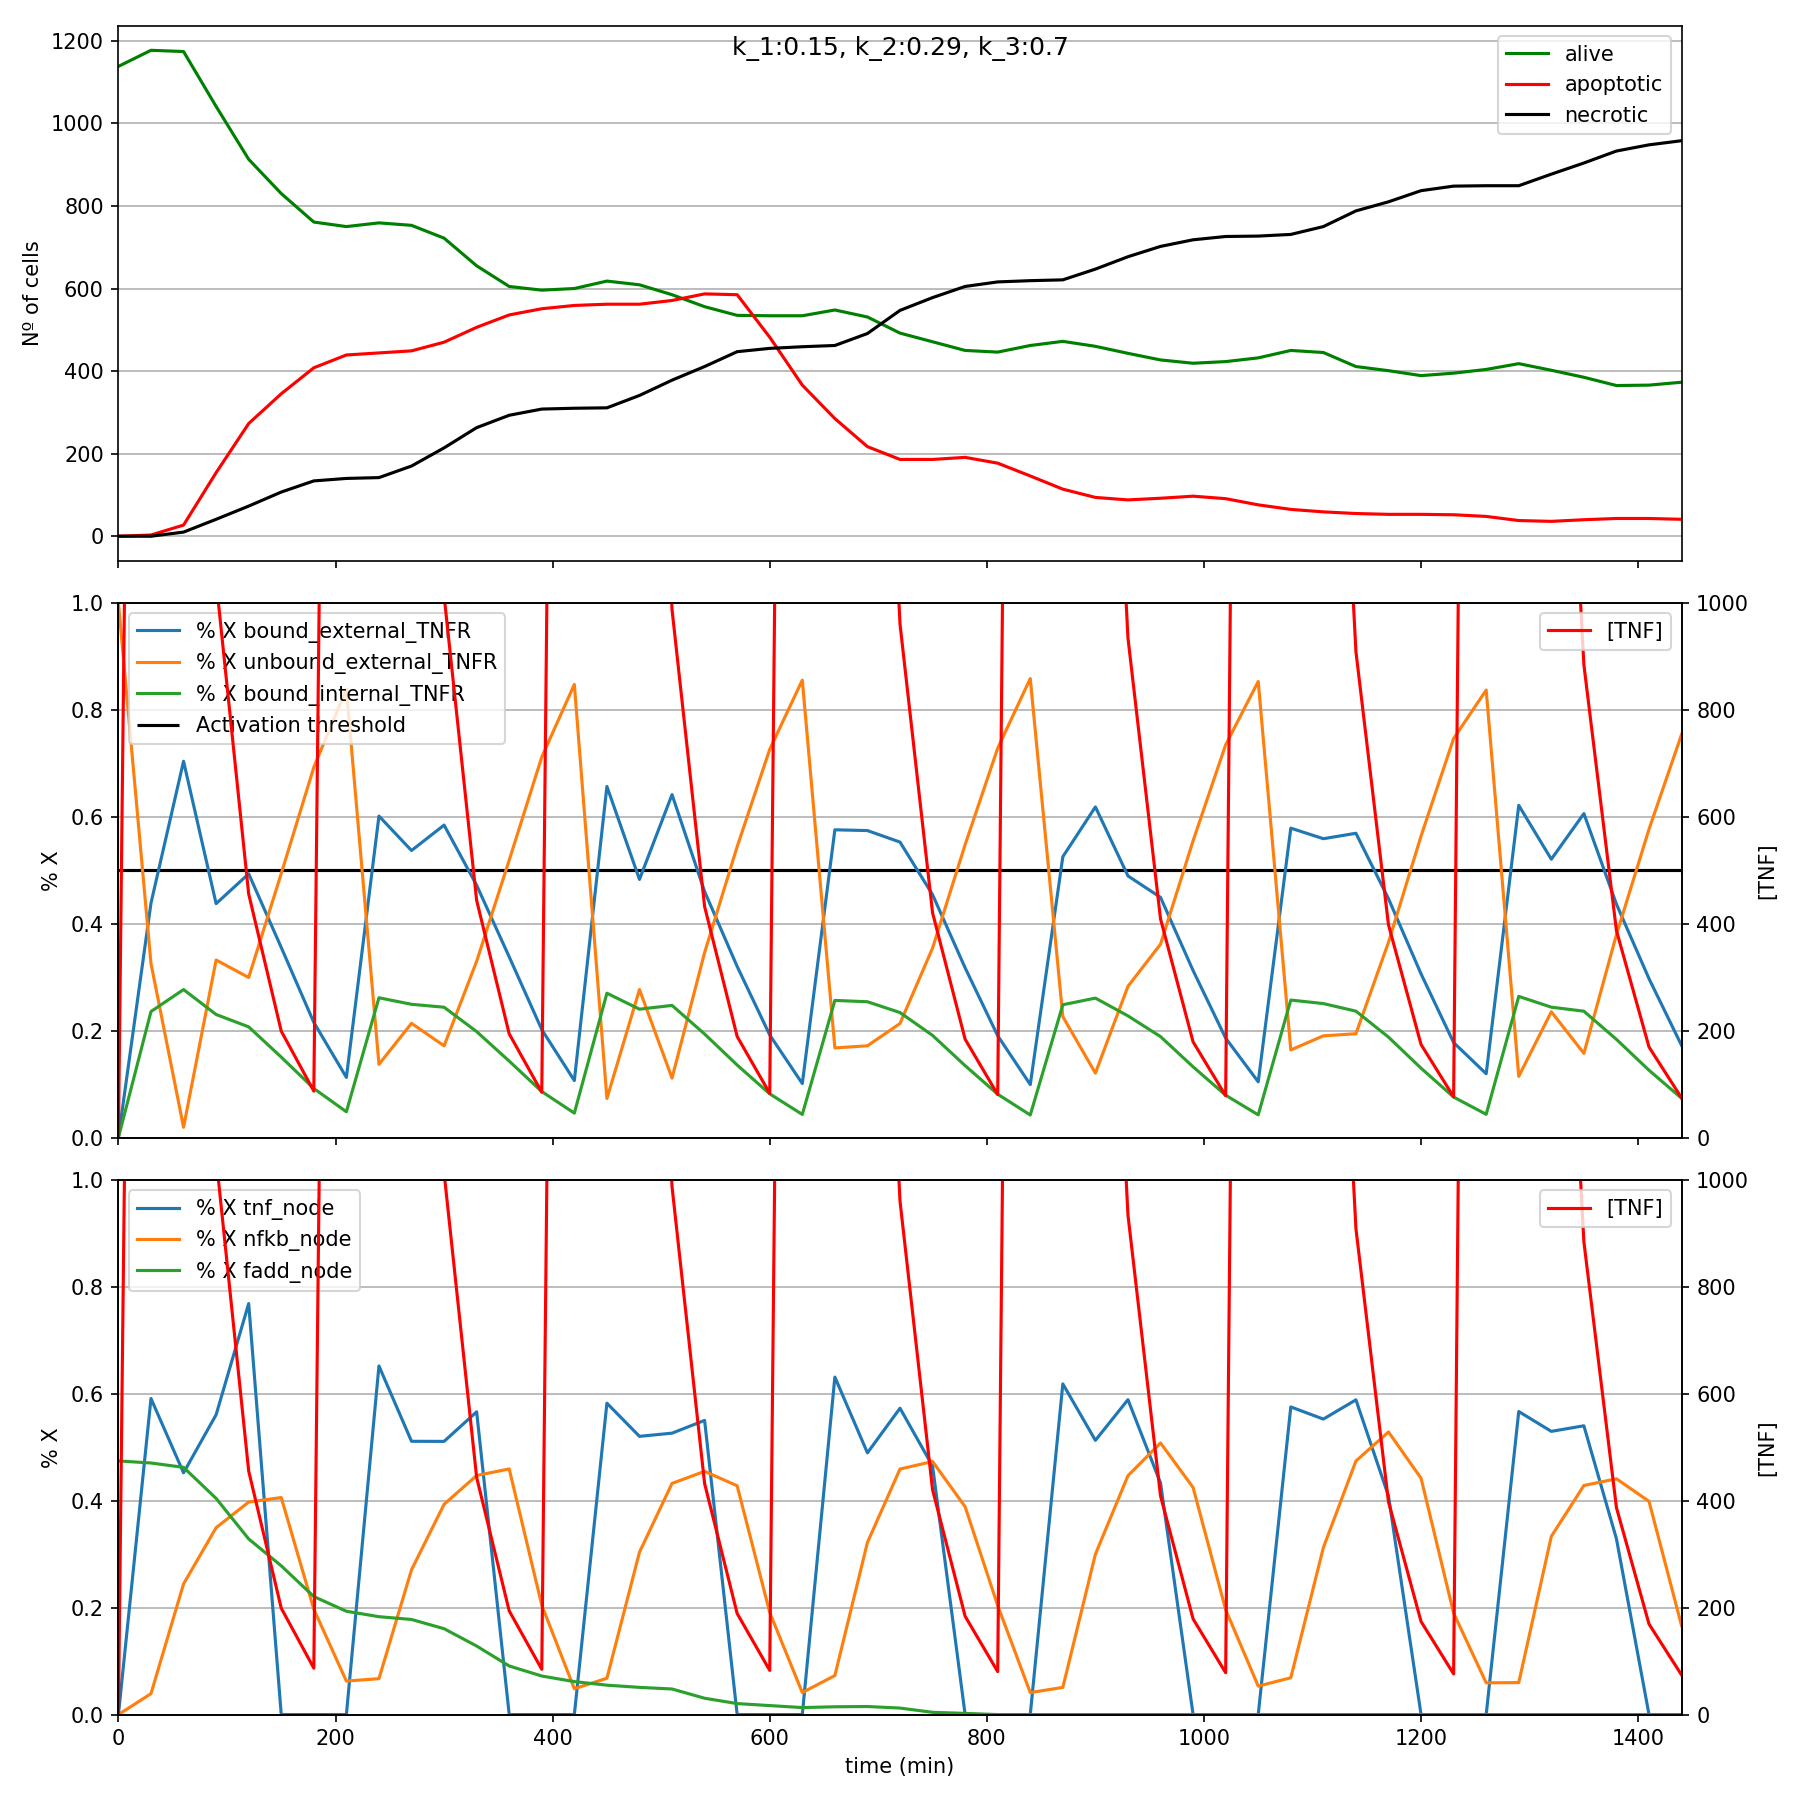 k_1:0.15, k_2:0.29, k_3:0.7
1200
1000
800
600
400
200
0
Nº of cells
alive
apoptotic
necrotic
1.0
0.8
0.6
0.4
0.2
0.0
% X
% X bound_external_TNFR
% X unbound_external_TNFR
% X bound_internal_TNFR
Activation threshold
[TNF]
1000
800
600
400
200
0
[TNF]
1.0
0.8
0.6
0.4
0.2
0.0
% X
% X tnf_node
% X nfkb_node
% X fadd_node
[TNF]
1000
800
600
400
200
0
[TNF]
0 200 400 600 800 1000 1200 1400
time (min)